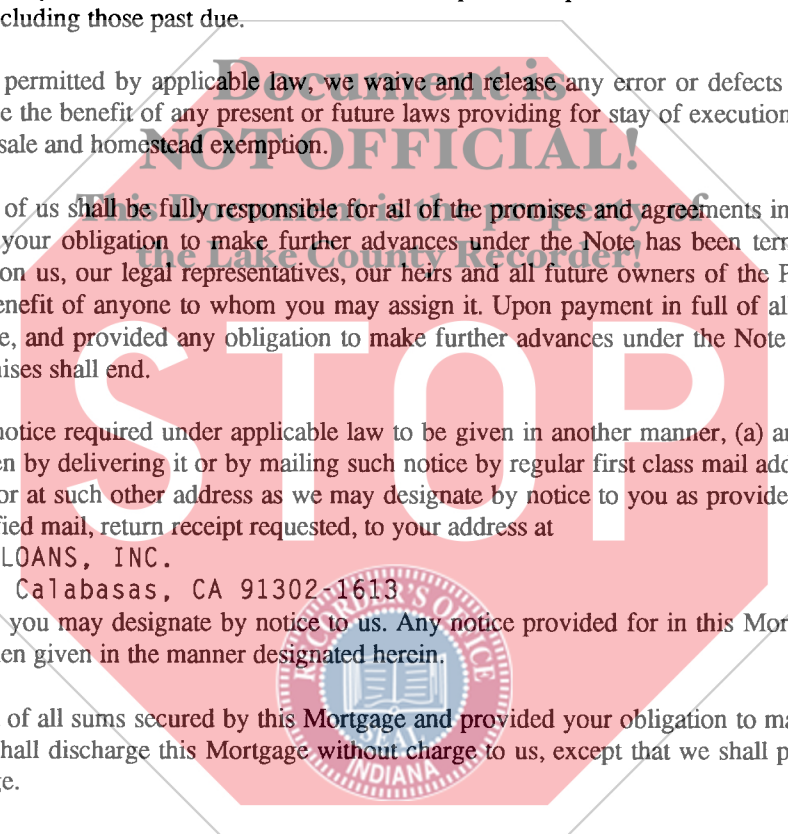 cluding those past due.
permitted by applicable law, we waive and release any error or defects
e the benefit of any present or future laws providing for stay of execution
sale and homestead exemption.
Document is
NOT OFFICIAL!
This Document is the property of
the Lake County Recorder!
of us shall be fully responsible for all of the promises and agreements in
your obligation to make further advances under the Note has been term
on us, our legal representatives, our heirs and all future owners of the P
enefit of anyone to whom you may assign it. Upon payment in full of al
e, and provided any obligation to make further advances under the Note
nises shall end.
STOP
notice required under applicable law to be given in another manner, (a) an
en by delivering it or by mailing such notice by regular first class mail add
or at such other address as we may designate by notice to you as provide
fied mail, return receipt requested, to your address at
LOANS, INC.
Calabasas, CA 91302-1613
you may designate by notice to us. Any notice provided for in this Mor
en given in the manner designated herein.
RECORDER'S OFFICE
SEAL
INDIANA
of all sums secured by this Mortgage and provided your obligation to ma
hall discharge this Mortgage without charge to us, except that we shall p
ge.